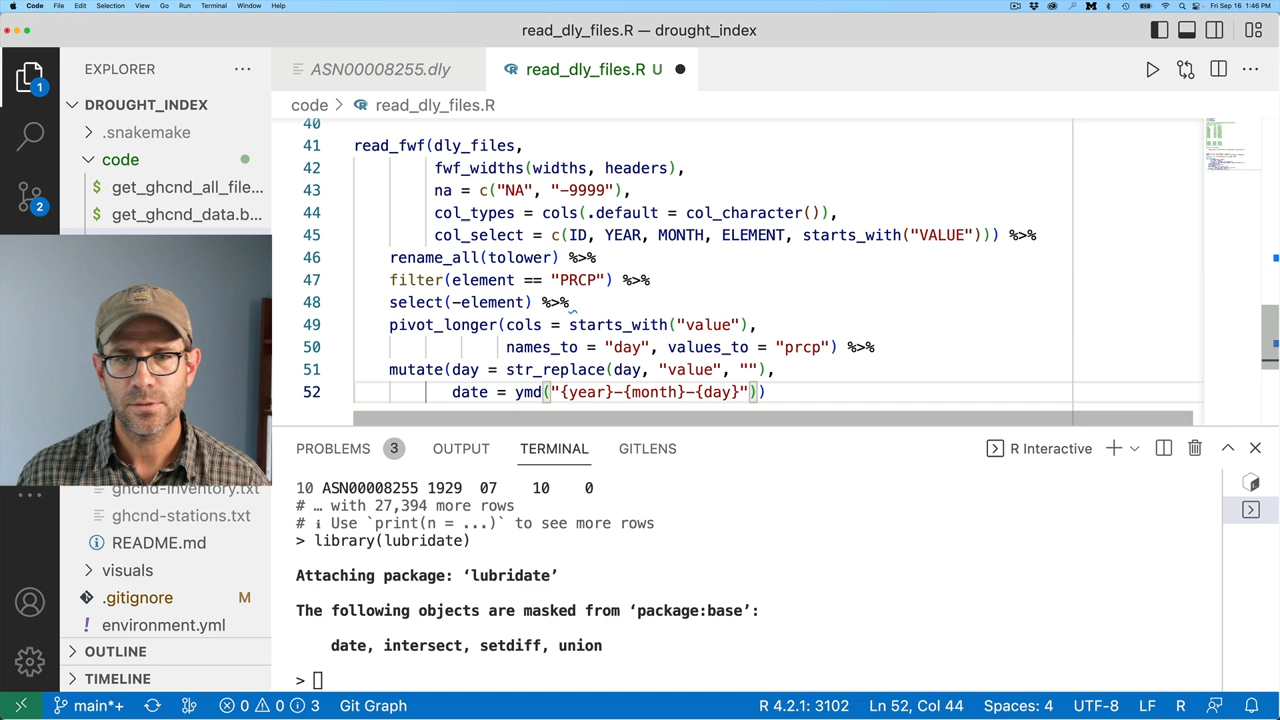 Code File Edit Selection View Go Run Terminal Window Help Fri Sep 16 1:46 PM
read_dly_files.R — drought_index
EXPLORER
ASN00008255.dly
read_dly_files.R U
DROUGHT_INDEX
code > read_dly_files.R
.snakemake
code
get_ghcnd_all_file...
get_ghcnd_data.b...
40
41 read_fwf(dly_files,
42 fwf_widths(widths, headers),
43 na = c("NA", "-9999"),
44 col_types = cols(.default = col_character()),
45 col_select = c(ID, YEAR, MONTH, ELEMENT, starts_with("VALUE"))) %>%
46 rename_all(tolower) %>%
47 filter(element == "PRCP") %>%
48 select(-element) %>%
49 pivot_longer(cols = starts_with("value"),
50 names_to = "day", values_to = "prcp") %>%
51 mutate(day = str_replace(day, "value", ""),
52 date = ymd("{year}-{month}-{day}"))
PROBLEMS 3 OUTPUT TERMINAL GITLENS
R Interactive
10 ASN00008255 1929 07 10 0
# … with 27,394 more rows
# ℹ Use `print(n = ...)` to see more rows
> library(lubridate)
Attaching package: ‘lubridate’
The following objects are masked from ‘package:base’:
date, intersect, setdiff, union
>
ghcnd-inventory.txt
ghcnd-stations.txt
README.md
visuals
.gitignore M
environment.yml
OUTLINE
TIMELINE
1
2
main*+ 0 0 3 Git Graph R 4.2.1: 3102 Ln 52, Col 44 Spaces: 4 UTF-8 LF R